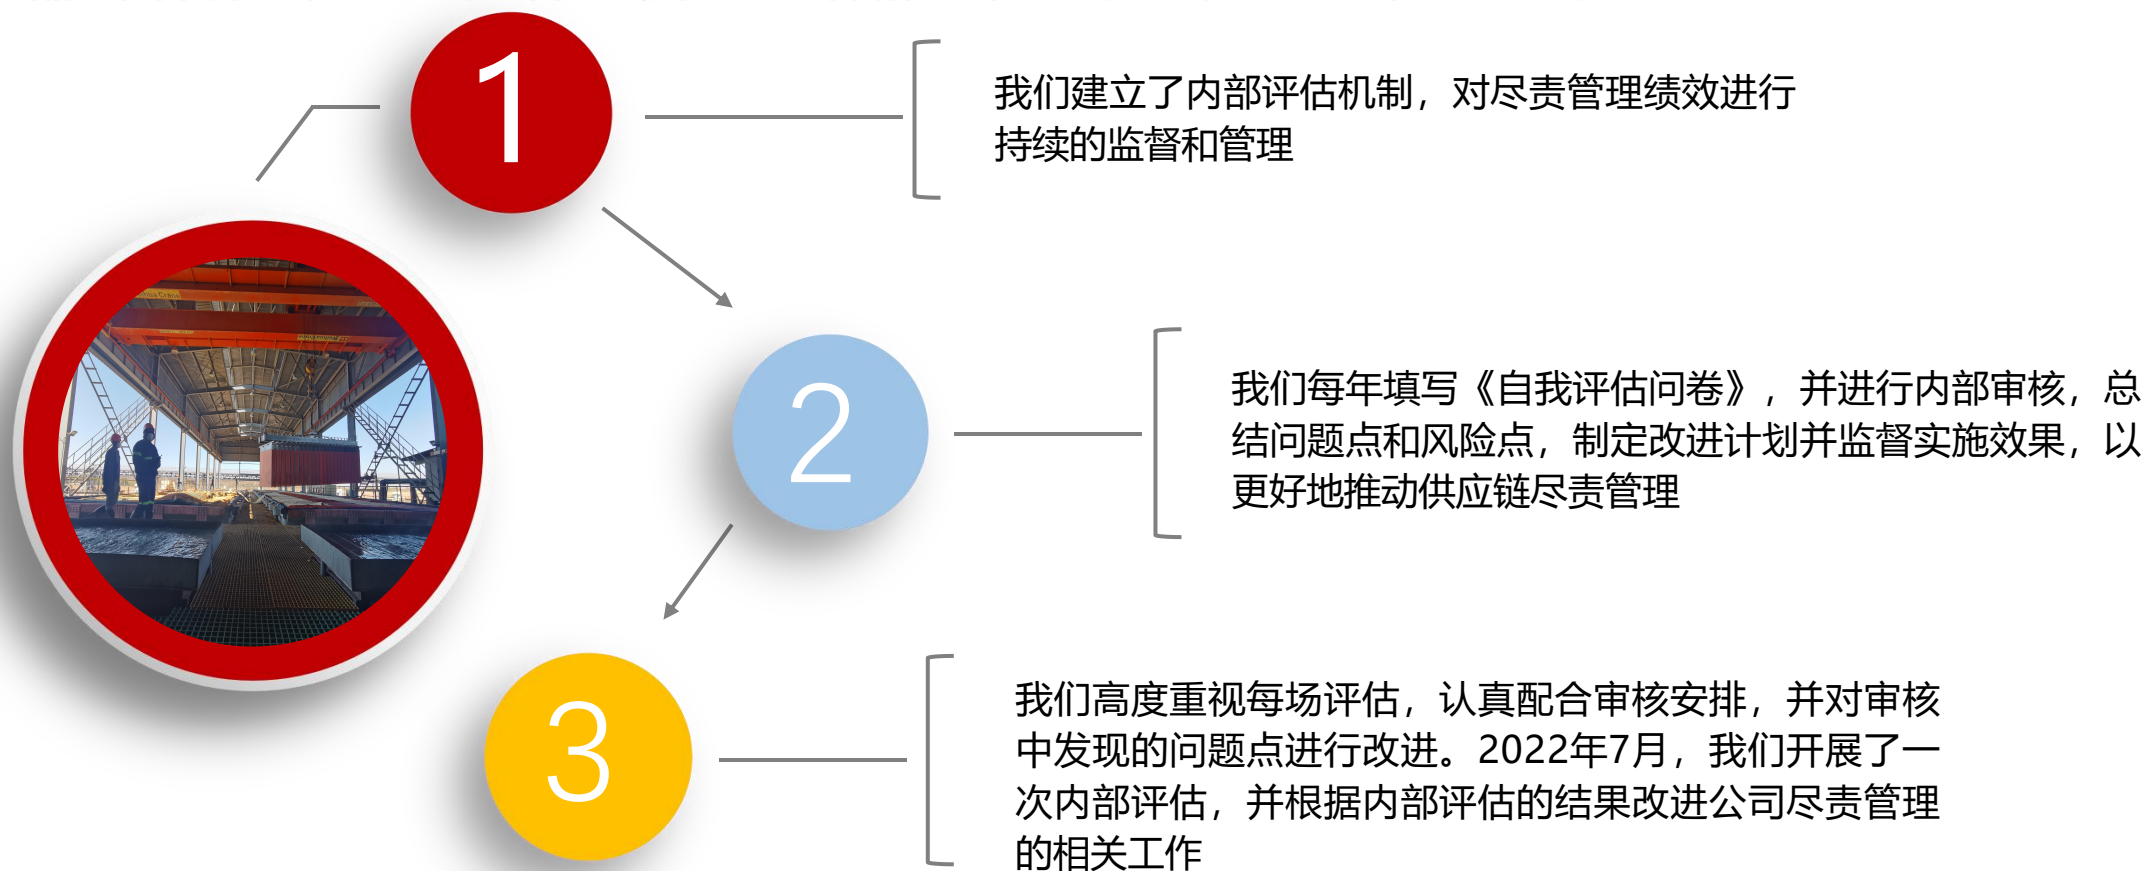 1
我们建立了内部评估机制，对尽责管理绩效进行
持续的监督和管理
2
我们每年填写《自我评估问卷》，并进行内部审核，总
结问题点和风险点，制定改进计划并监督实施效果，以
更好地推动供应链尽责管理
3
我们高度重视每场评估，认真配合审核安排，并对审核
中发现的问题点进行改进。2022年7月，我们开展了一
次内部评估，并根据内部评估的结果改进公司尽责管理
的相关工作